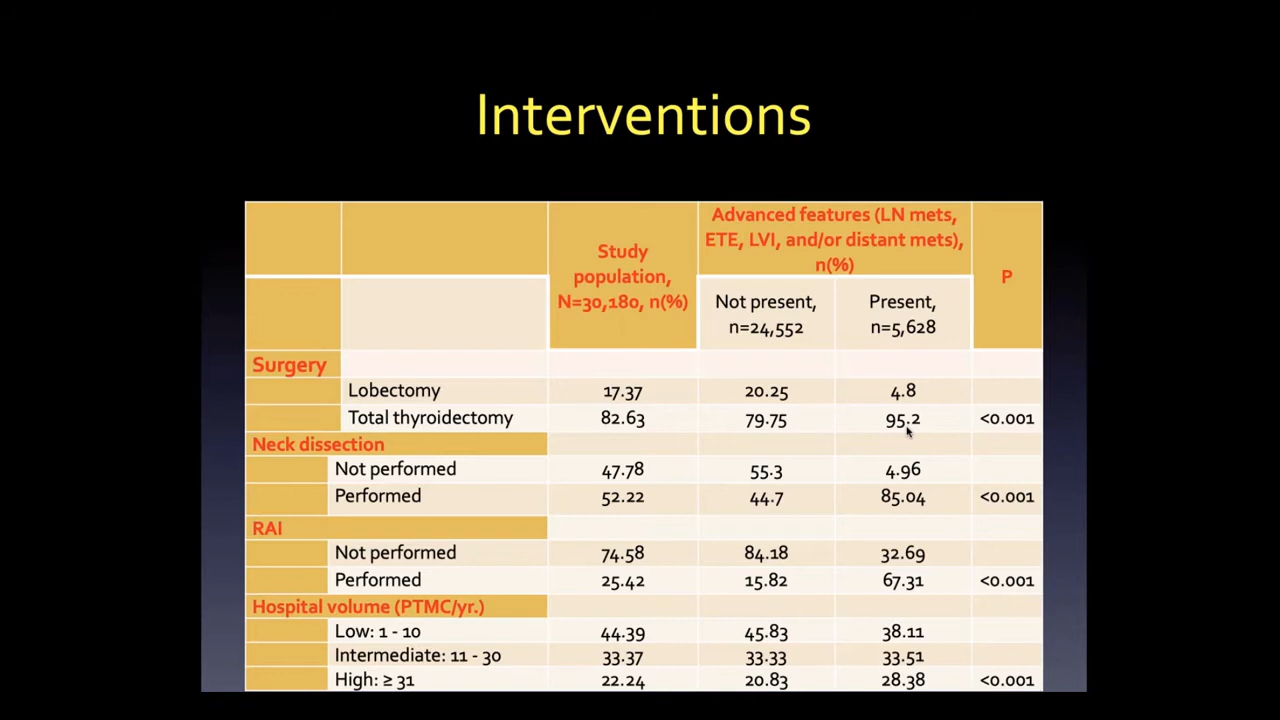 Interventions
Study population, N=30,180, n(%)
Advanced features (LN mets, ETE, LVI, and/or distant mets), n(%)
P
Not present, n=24,552
Present, n=5,628
Surgery
Lobectomy 17.37 20.25 4.8
Total thyroidectomy 82.63 79.75 95.2 <0.001
Neck dissection
Not performed 47.78 55.3 4.96
Performed 52.22 44.7 85.04 <0.001
RAI
Not performed 74.58 84.18 32.69
Performed 25.42 15.82 67.31 <0.001
Hospital volume (PTMC/yr.)
Low: 1 - 10 44.39 45.83 38.11
Intermediate: 11 - 30 33.37 33.33 33.51
High: ≥ 31 22.24 20.83 28.38 <0.001